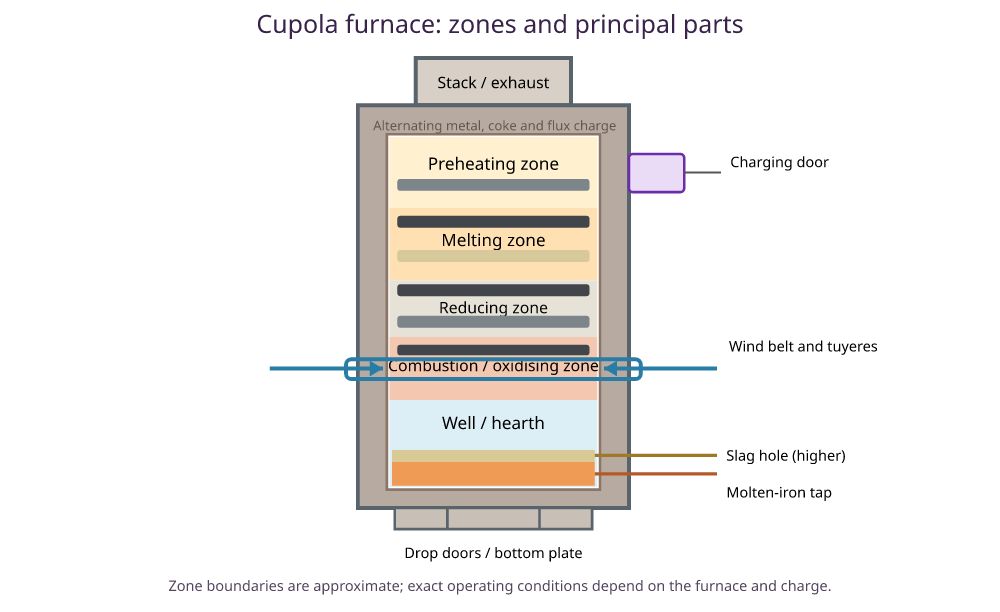 Cupola furnace: zones and principal parts
Stack / exhaust
Alternating metal, coke and flux charge
Preheating zone
Charging door
Melting zone
Reducing zone
Wind belt and tuyeres
Combustion / oxidising zone
Well / hearth
Slag hole (higher)
Molten-iron tap
Drop doors / bottom plate
Zone boundaries are approximate; exact operating conditions depend on the furnace and charge.